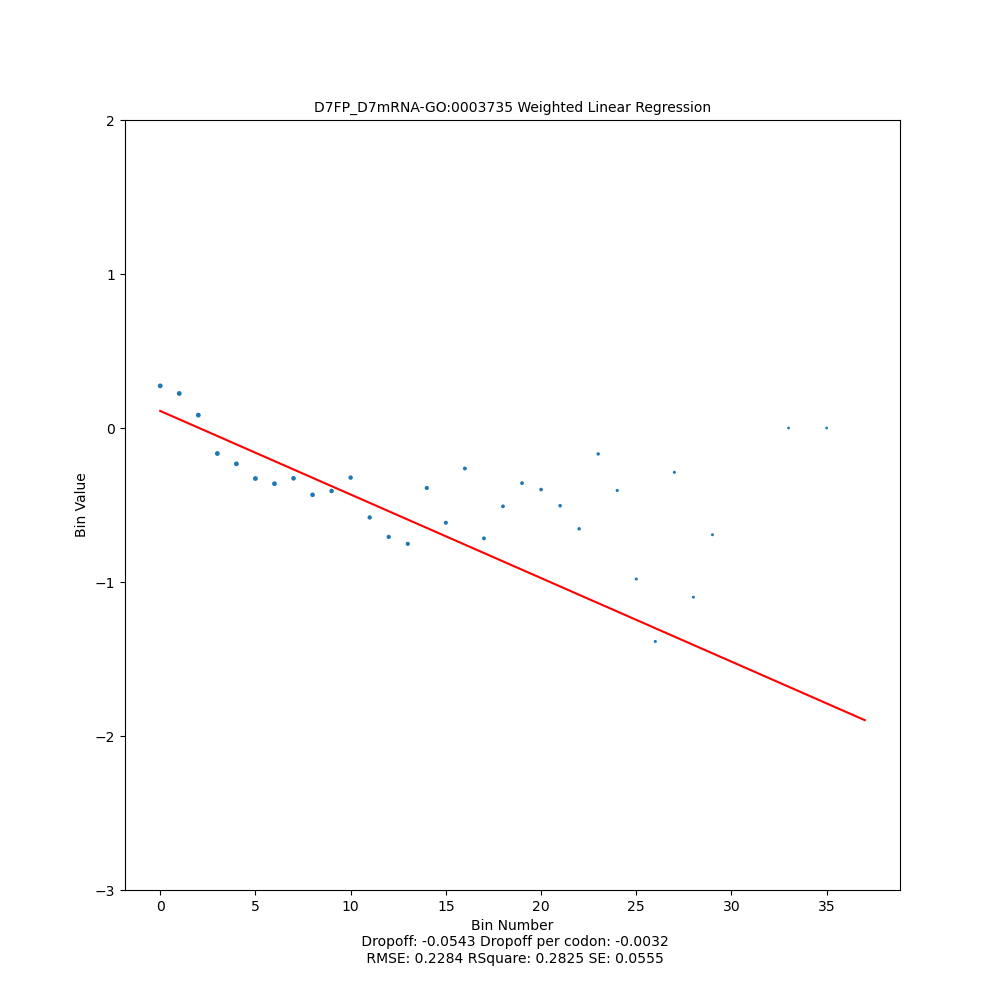 D7FP_D7mRNA-GO:0003735 Weighted Linear Regression
2
1
0
−1
−2
−3
Bin Value
0 5 10 15 20 25 30 35
Bin Number
Dropoff: -0.0543 Dropoff per codon: -0.0032
RMSE: 0.2284 RSquare: 0.2825 SE: 0.0555